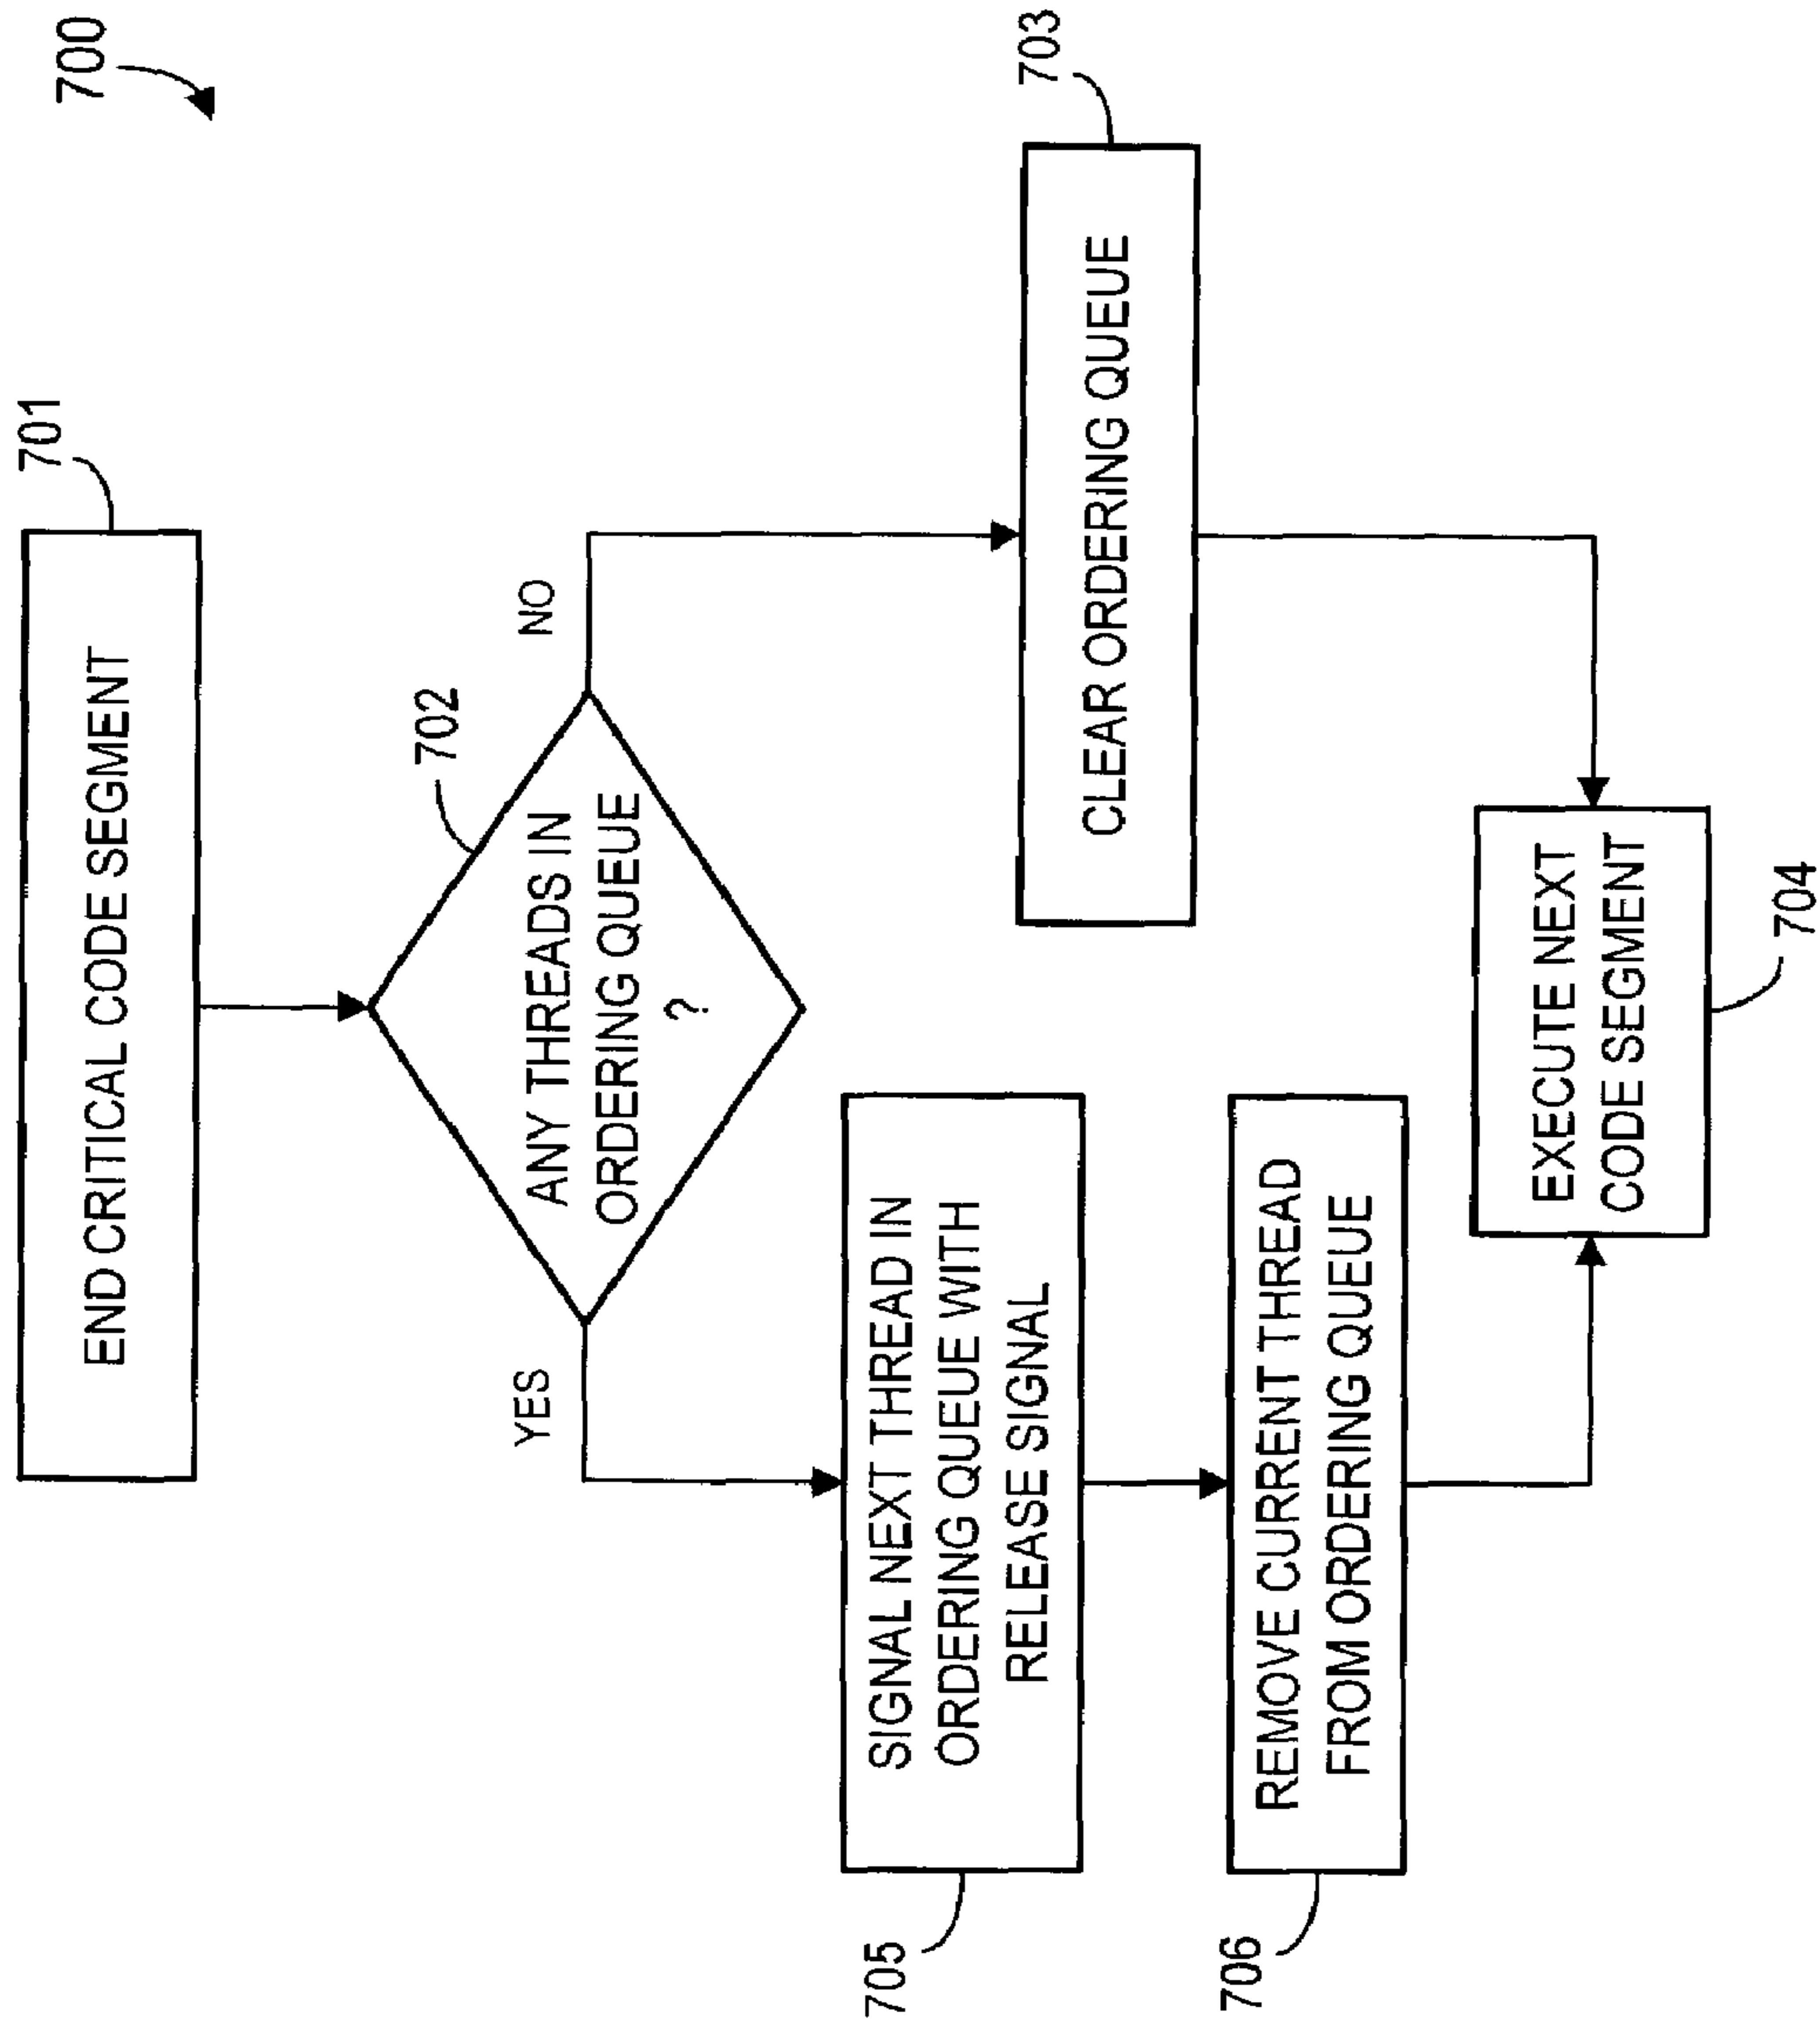 700
701
END CRITICAL CODE SEGMENT
702
ANY THREADS IN
ORDERING QUEUE
?
YES
NO
705
SIGNAL NEXT THREAD IN
ORDERING QUEUE WITH
RELEASE SIGNAL
703
CLEAR ORDERING QUEUE
706
REMOVE CURRENT THREAD
FROM ORDERING QUEUE
EXECUTE NEXT
CODE SEGMENT
704